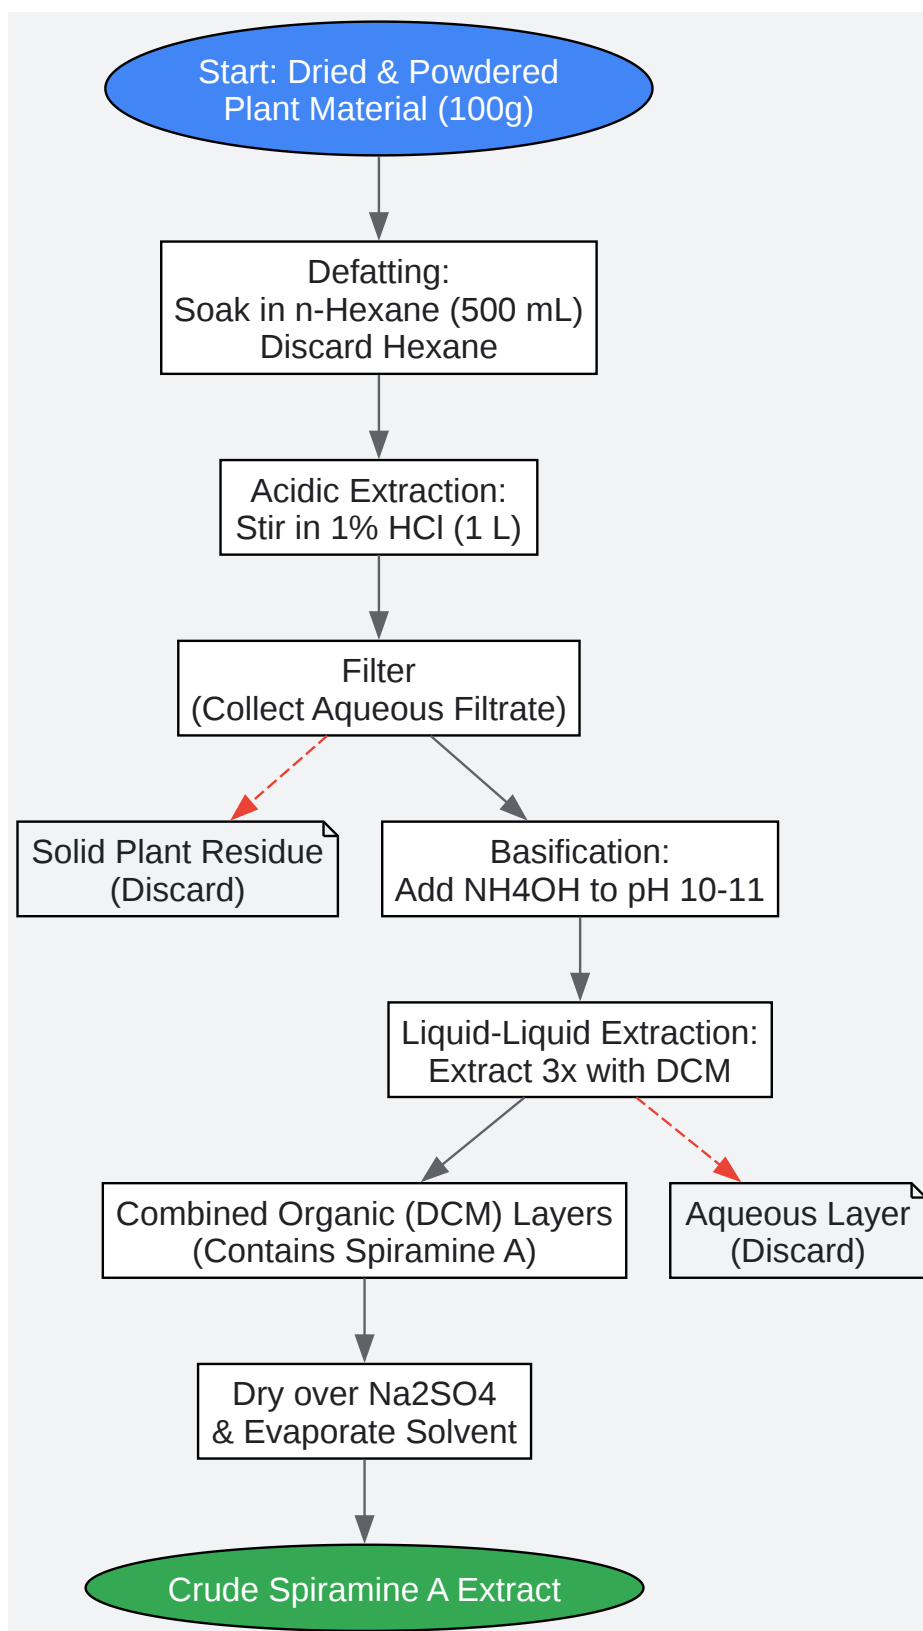 Start: Dried & Powdered
Plant Material (100g)
Defatting:
Soak in n-Hexane (500 mL)
Discard Hexane
Acidic Extraction:
Stir in 1% HCl (1 L)
Filter
(Collect Aqueous Filtrate)
Solid Plant Residue
(Discard)
Basification:
Add NH4OH to pH 10-11
Liquid-Liquid Extraction:
Extract 3x with DCM
Combined Organic (DCM) Layers
(Contains Spiramine A)
Aqueous Layer
(Discard)
Dry over Na2SO4
& Evaporate Solvent
Crude Spiramine A Extract